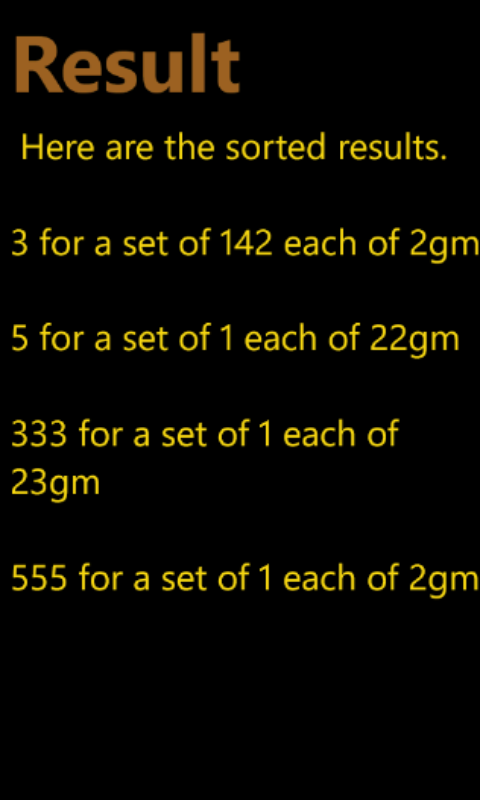 Result
Here are the sorted results.
3 for a set of 142 each of 2gm
5 for a set of 1 each of 22gm
333 for a set of 1 each of
23gm
555 for a set of 1 each of 2gm